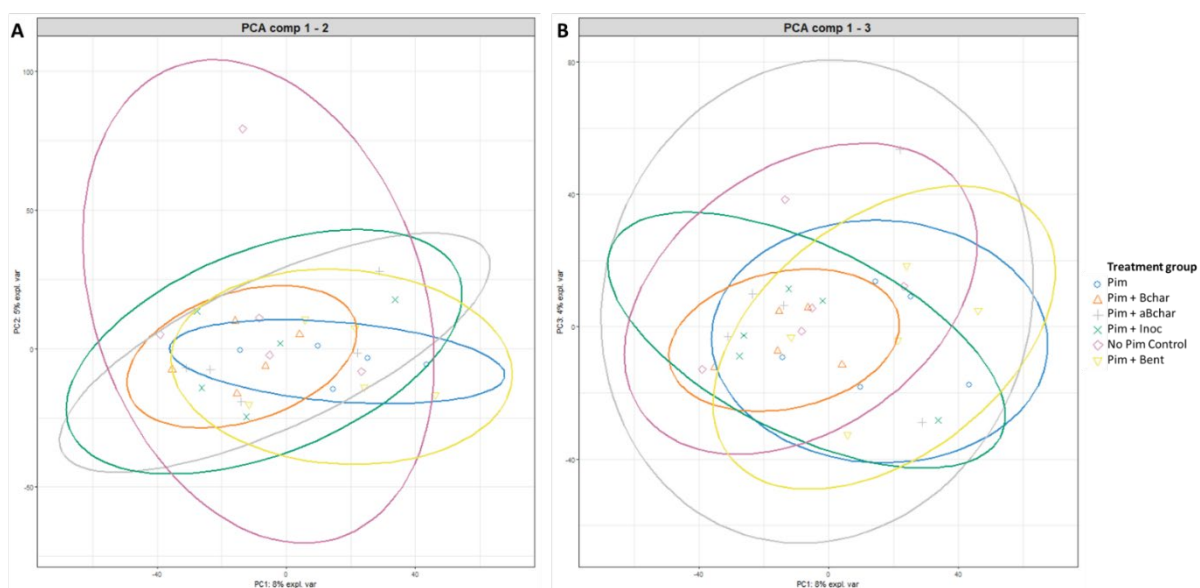 A
PCA comp 1 - 2
100
50
0
-50
-40
0
40
PC2: 5% expl. var
PC1: 8% expl. var
B
PCA comp 1 - 3
80
40
0
-40
-40
0
40
PC3: 4% expl. var
PC1: 8% expl. var
Treatment group
Pim
Pim + Bchar
Pim + aBchar
Pim + Inoc
No Pim Control
Pim + Bent